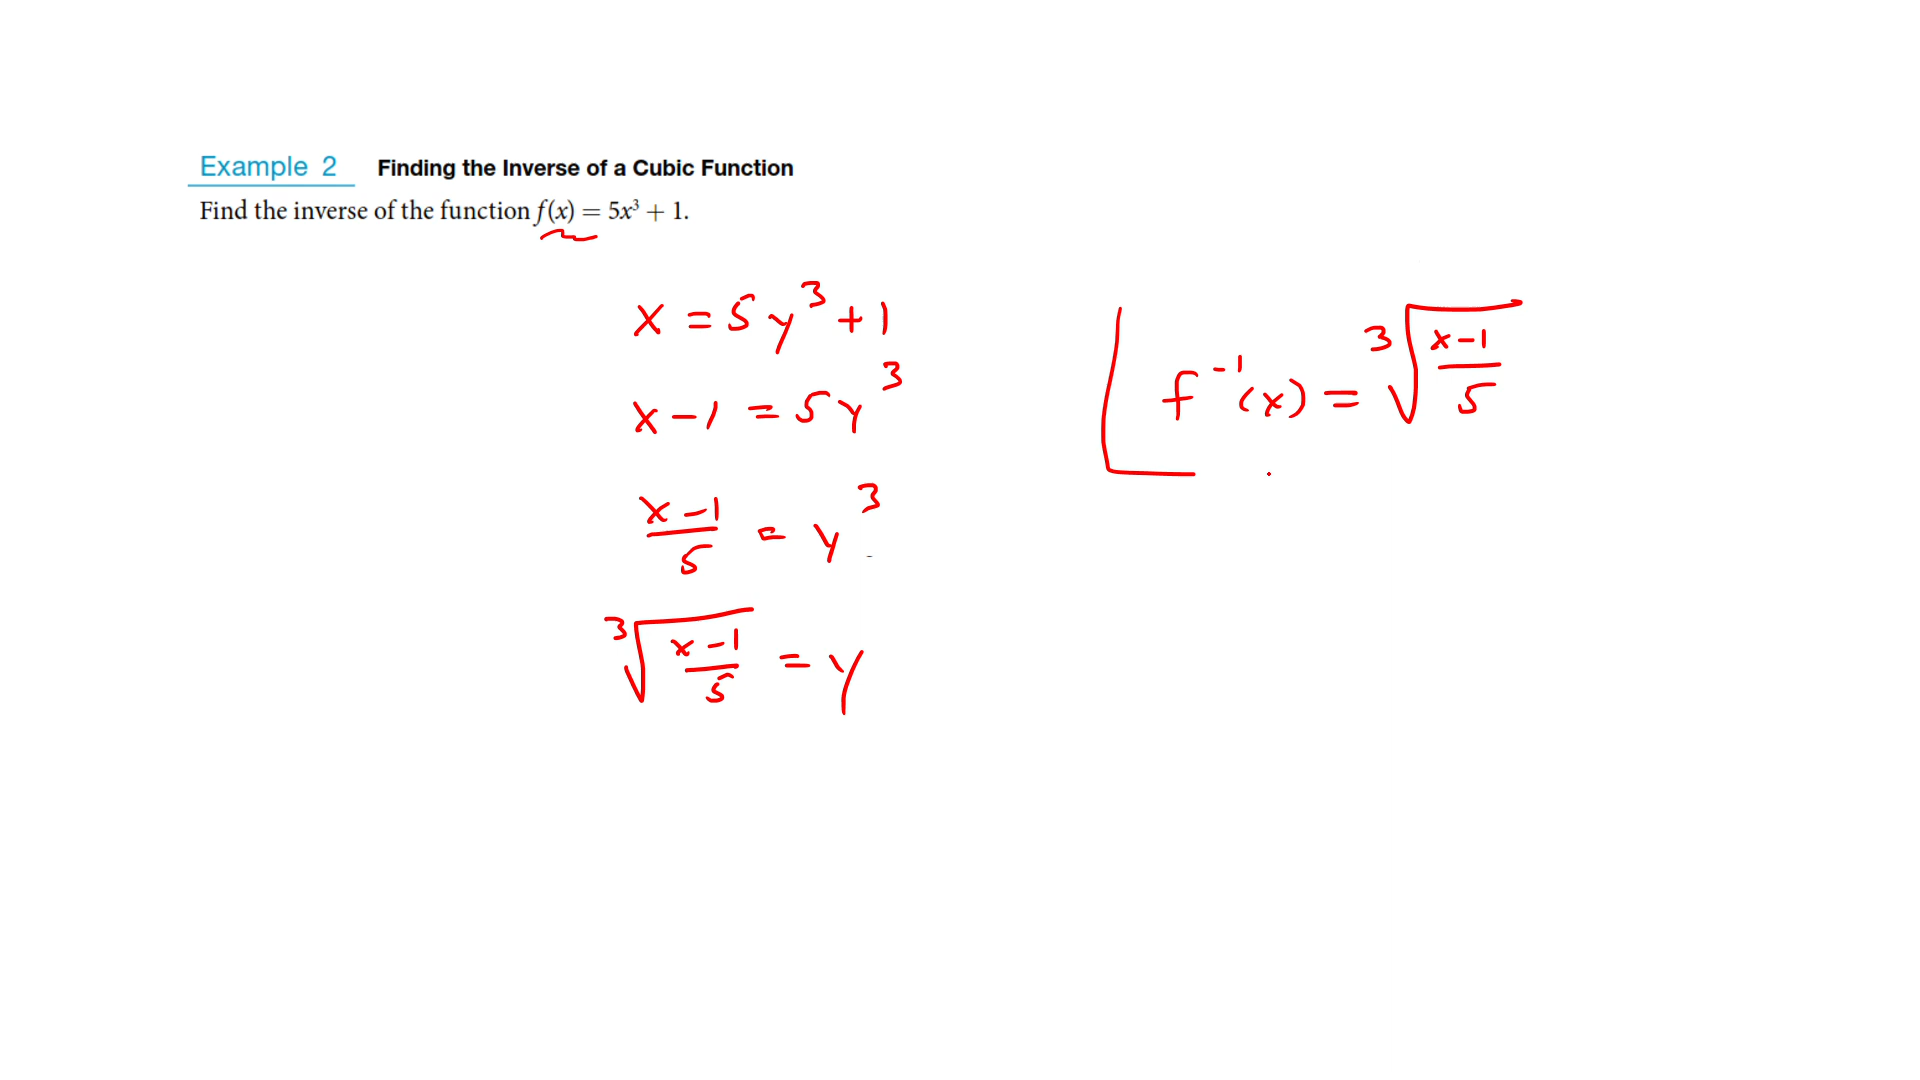 Example 2 Finding the Inverse of a Cubic Function
Find the inverse of the function f(x) = 5x³ + 1.
x = 5y³ + 1
x - 1 = 5y³
(x - 1)/5 = y³
∛((x - 1)/5) = y
f⁻¹(x) = ∛((x - 1)/5)